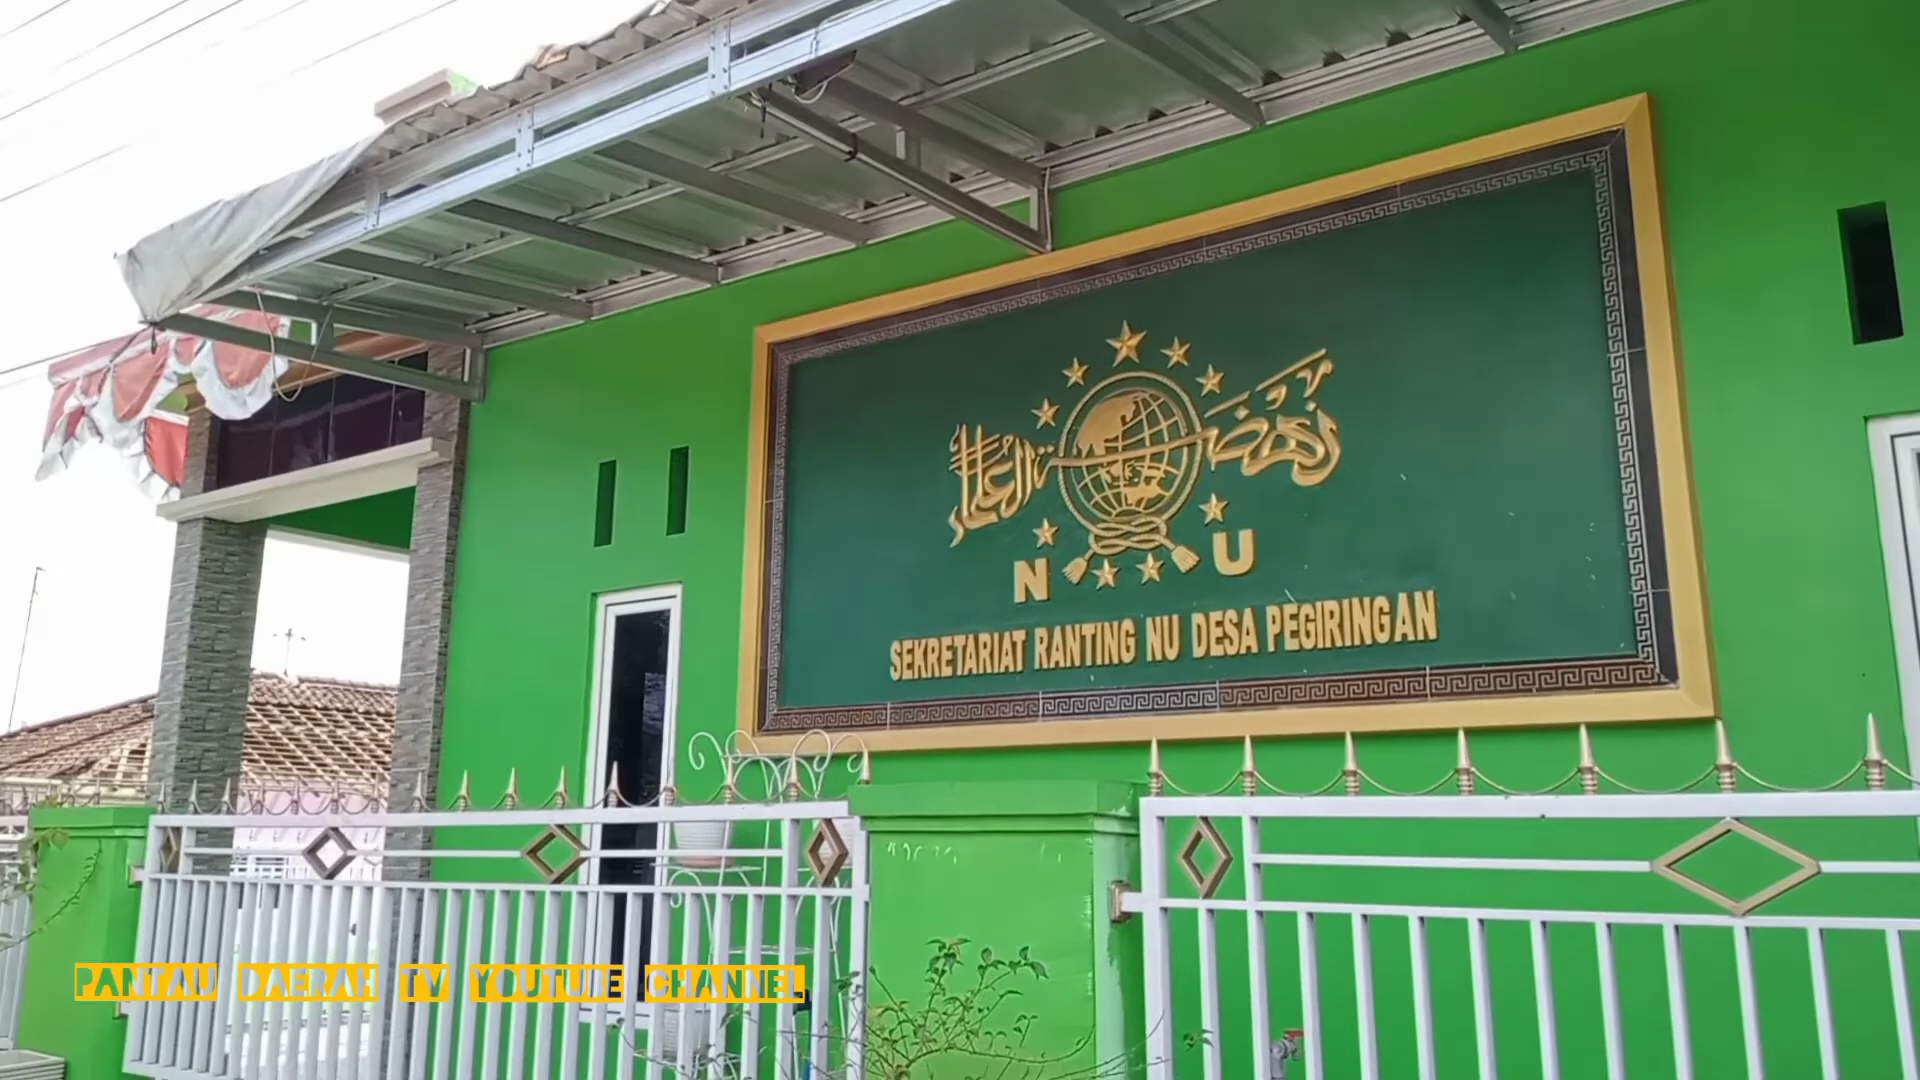 نهضة العلماء
N U
SEKRETARIAT RANTING NU DESA PEGIRINGAN
PANTAU DAERAH TV YOUTUBE CHANNEL